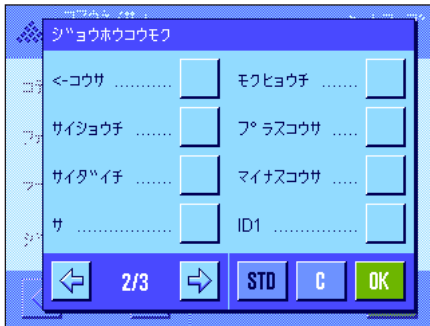 ジョウホウコウモク
<-コウサ ...........
モクヒョウチ .......
サイショウチ .......
プラスコウサ ......
サイダイチ .......
マイナスコウサ .....
サ .................
ID1 ................
2/3
STD
C
OK